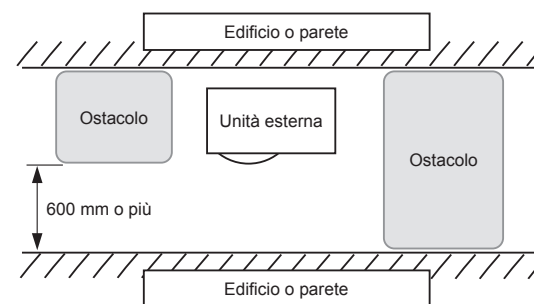 Edificio o parete
Ostacolo
Unità esterna
Ostacolo
600 mm o più
Edificio o parete